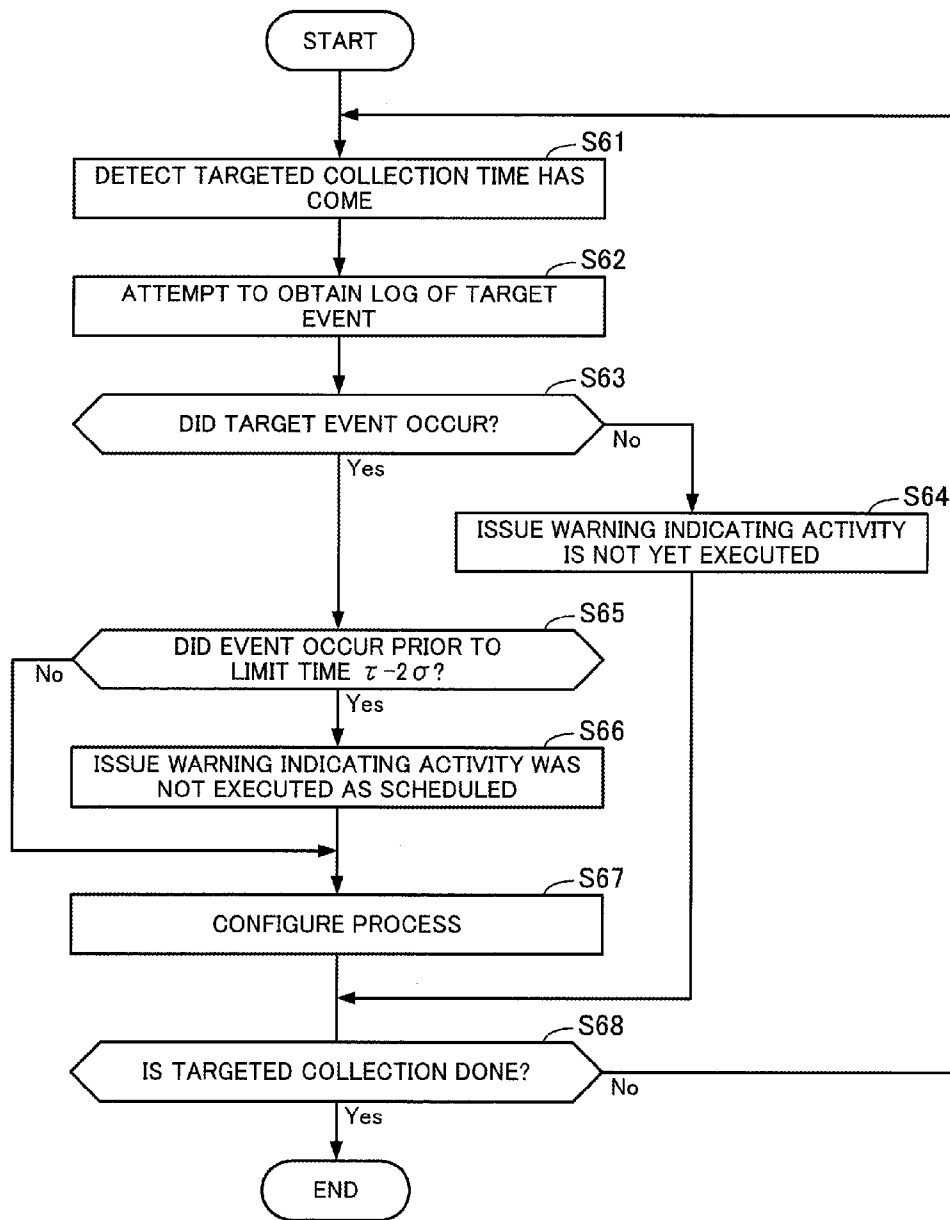 START
S61
DETECT TARGETED COLLECTION TIME HAS
COME
S62
ATTEMPT TO OBTAIN LOG OF TARGET
EVENT
S63
DID TARGET EVENT OCCUR?
No
Yes
S64
ISSUE WARNING INDICATING ACTIVITY
IS NOT YET EXECUTED
S65
DID EVENT OCCUR PRIOR TO
LIMIT TIME τ-2σ?
No
Yes
S66
ISSUE WARNING INDICATING ACTIVITY WAS
NOT EXECUTED AS SCHEDULED
S67
CONFIGURE PROCESS
S68
IS TARGETED COLLECTION DONE?
No
Yes
END